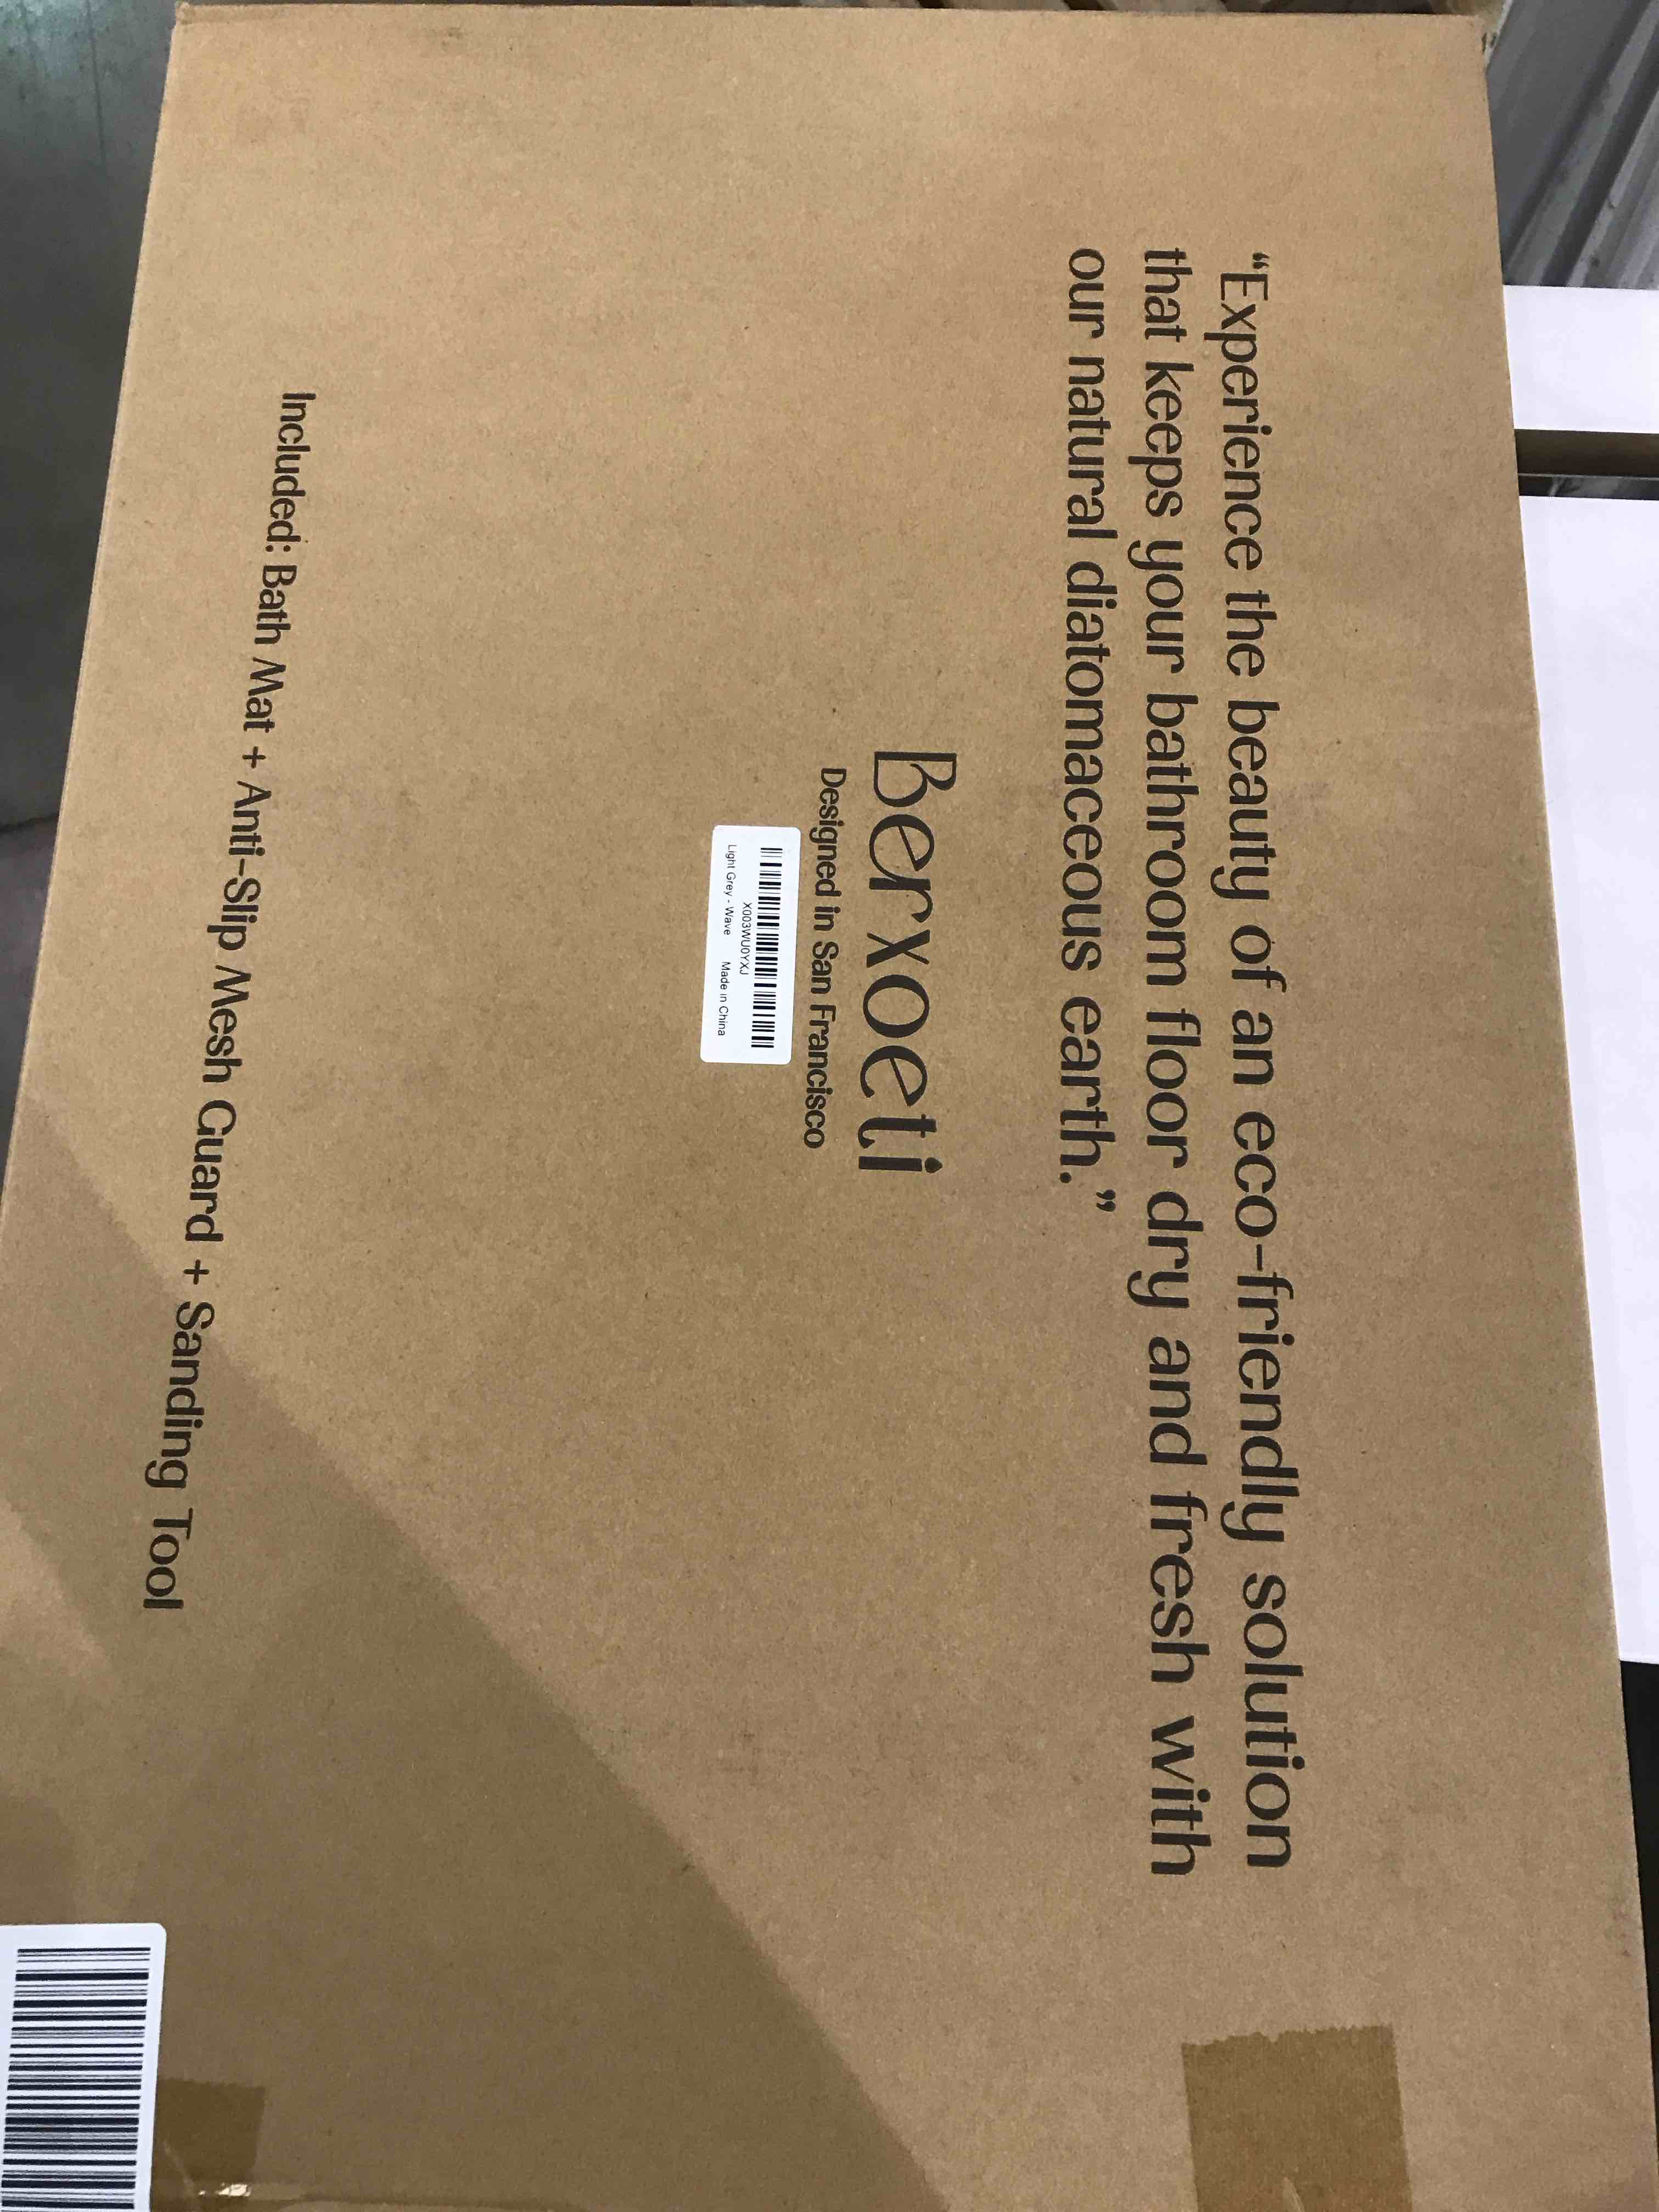 “Experience the beauty of an eco-friendly solution
that keeps your bathroom floor dry and fresh with
our natural diatomaceous earth.”
Berxoeti
Designed in San Francisco
X003WU0YXJ
Light Grey - Wave Made in China
Included: Bath Mat + Anti-Slip Mesh Guard + Sanding Tool